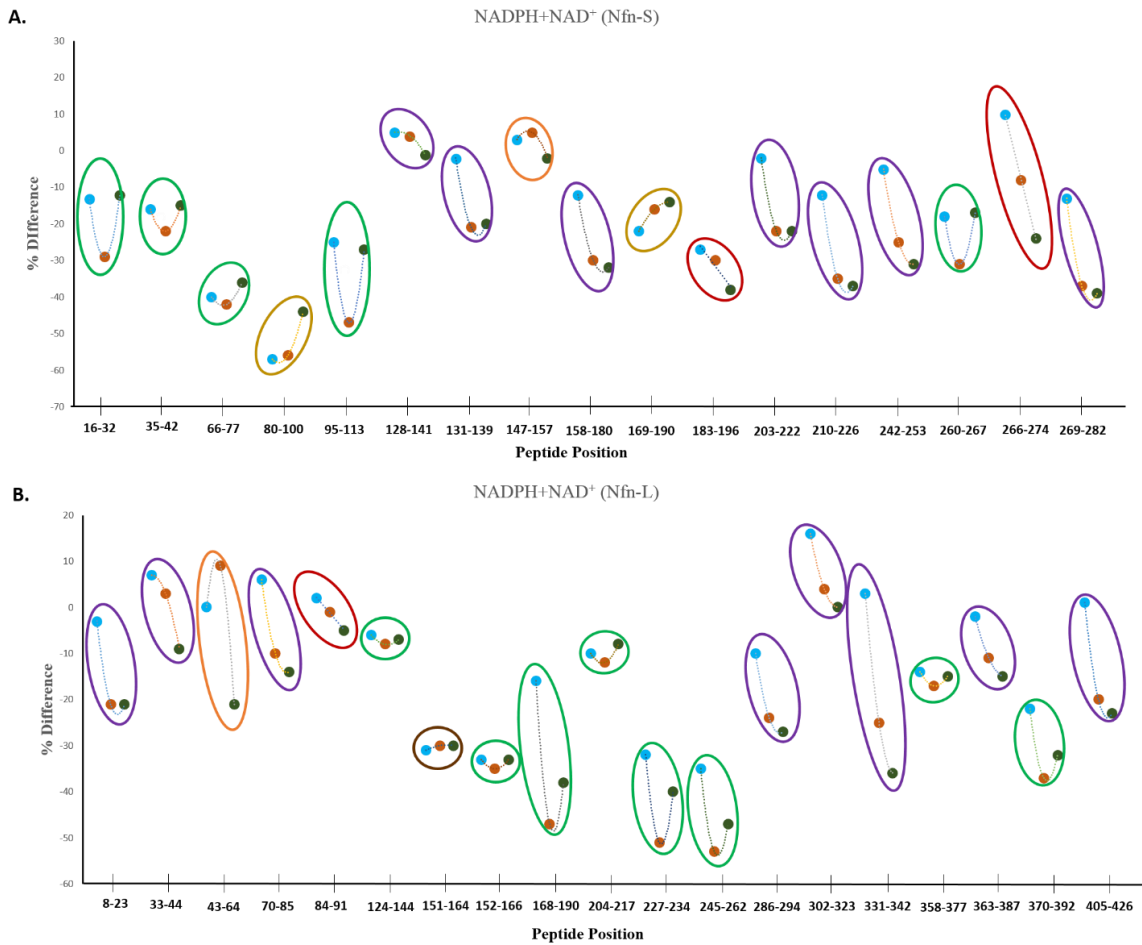 A.
NADPH+NAD⁺ (Nfn-S)
30
20
10
0
-10
-20
-30
-40
-50
-60
-70
% Difference
16-32 35-42 66-77 80-100 95-113 128-141 131-139 147-157 158-180 169-190 183-196 203-222 210-226 242-253 260-267 266-274 269-282
Peptide Position
B.
NADPH+NAD⁺ (Nfn-L)
20
10
0
-10
-20
-30
-40
-50
-60
% Difference
8-23 33-44 43-64 70-85 84-91 124-144 151-164 152-166 168-190 204-217 227-234 245-262 286-294 302-323 331-342 358-377 363-387 370-392 405-426
Peptide Position